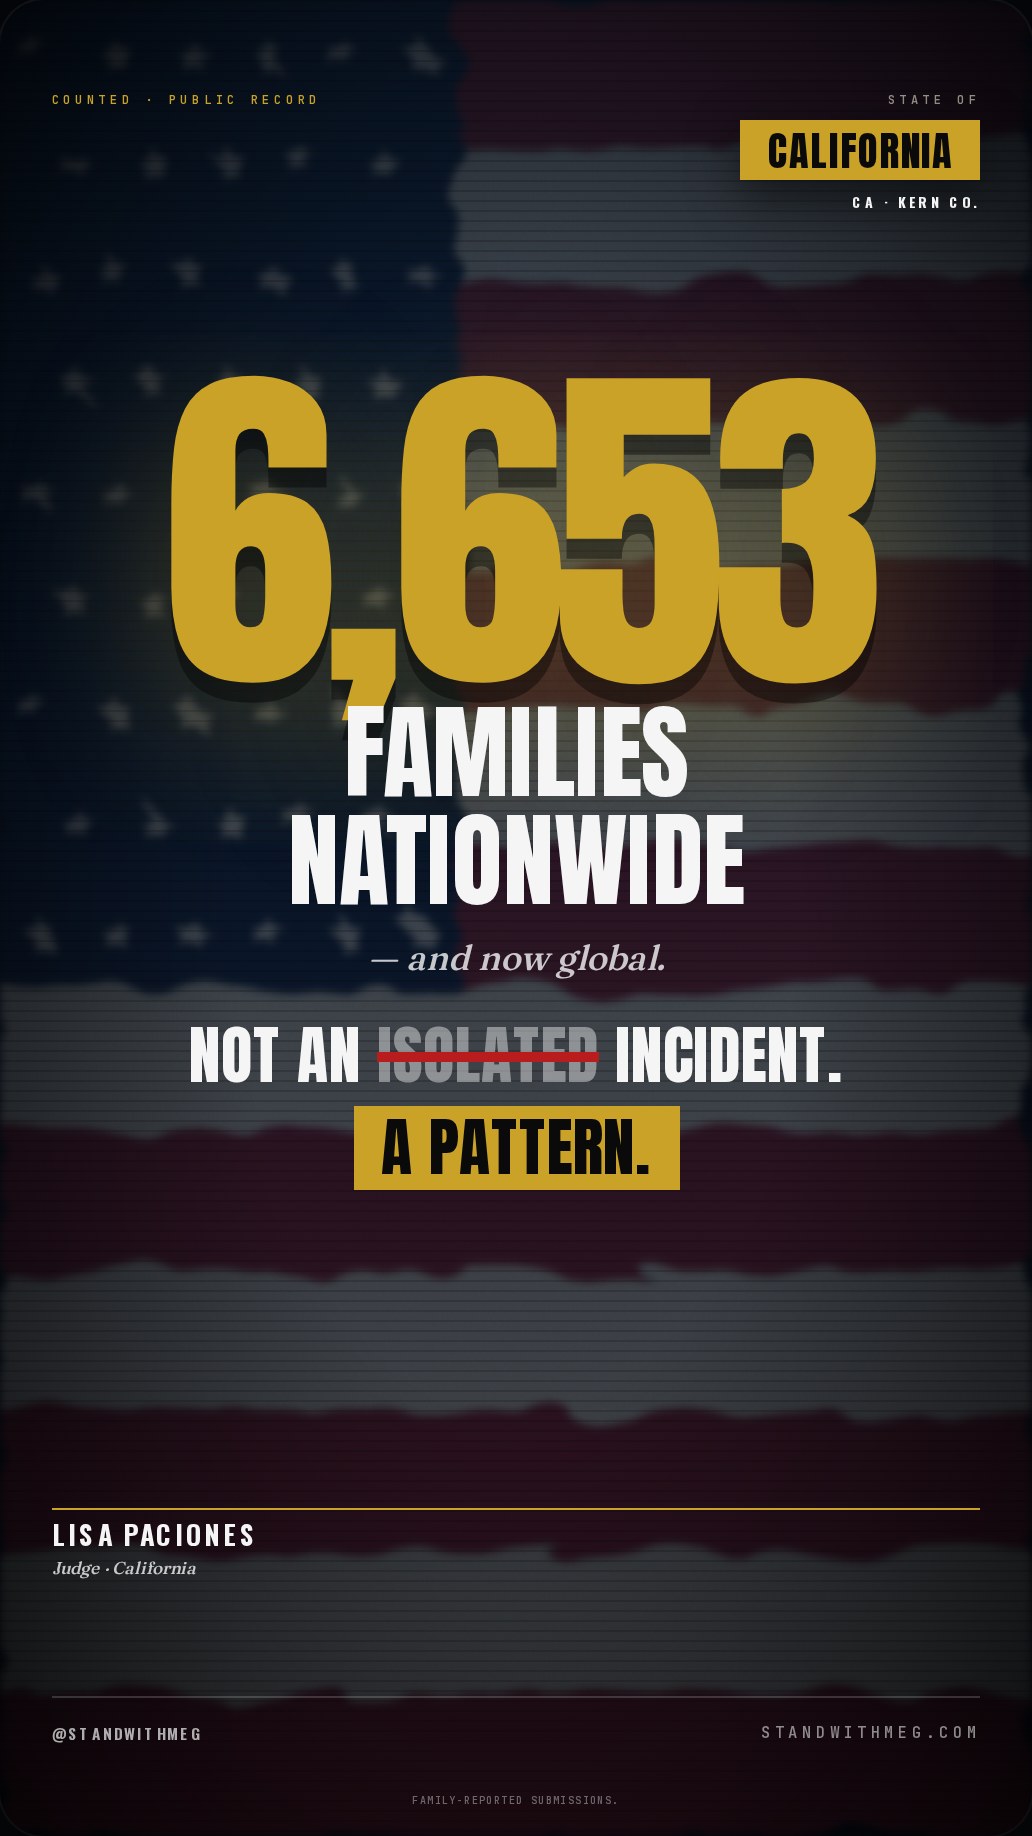 COUNTED · PUBLIC RECORD
STATE OF
CALIFORNIA
CA · KERN CO.
6,653
FAMILIES
NATIONWIDE
— and now global.
NOT AN ISOLATED INCIDENT.
A PATTERN.
LISA PACIONES
Judge · California
@STANDWITHMEG
STANDWITHMEG.COM
FAMILY-REPORTED SUBMISSIONS.